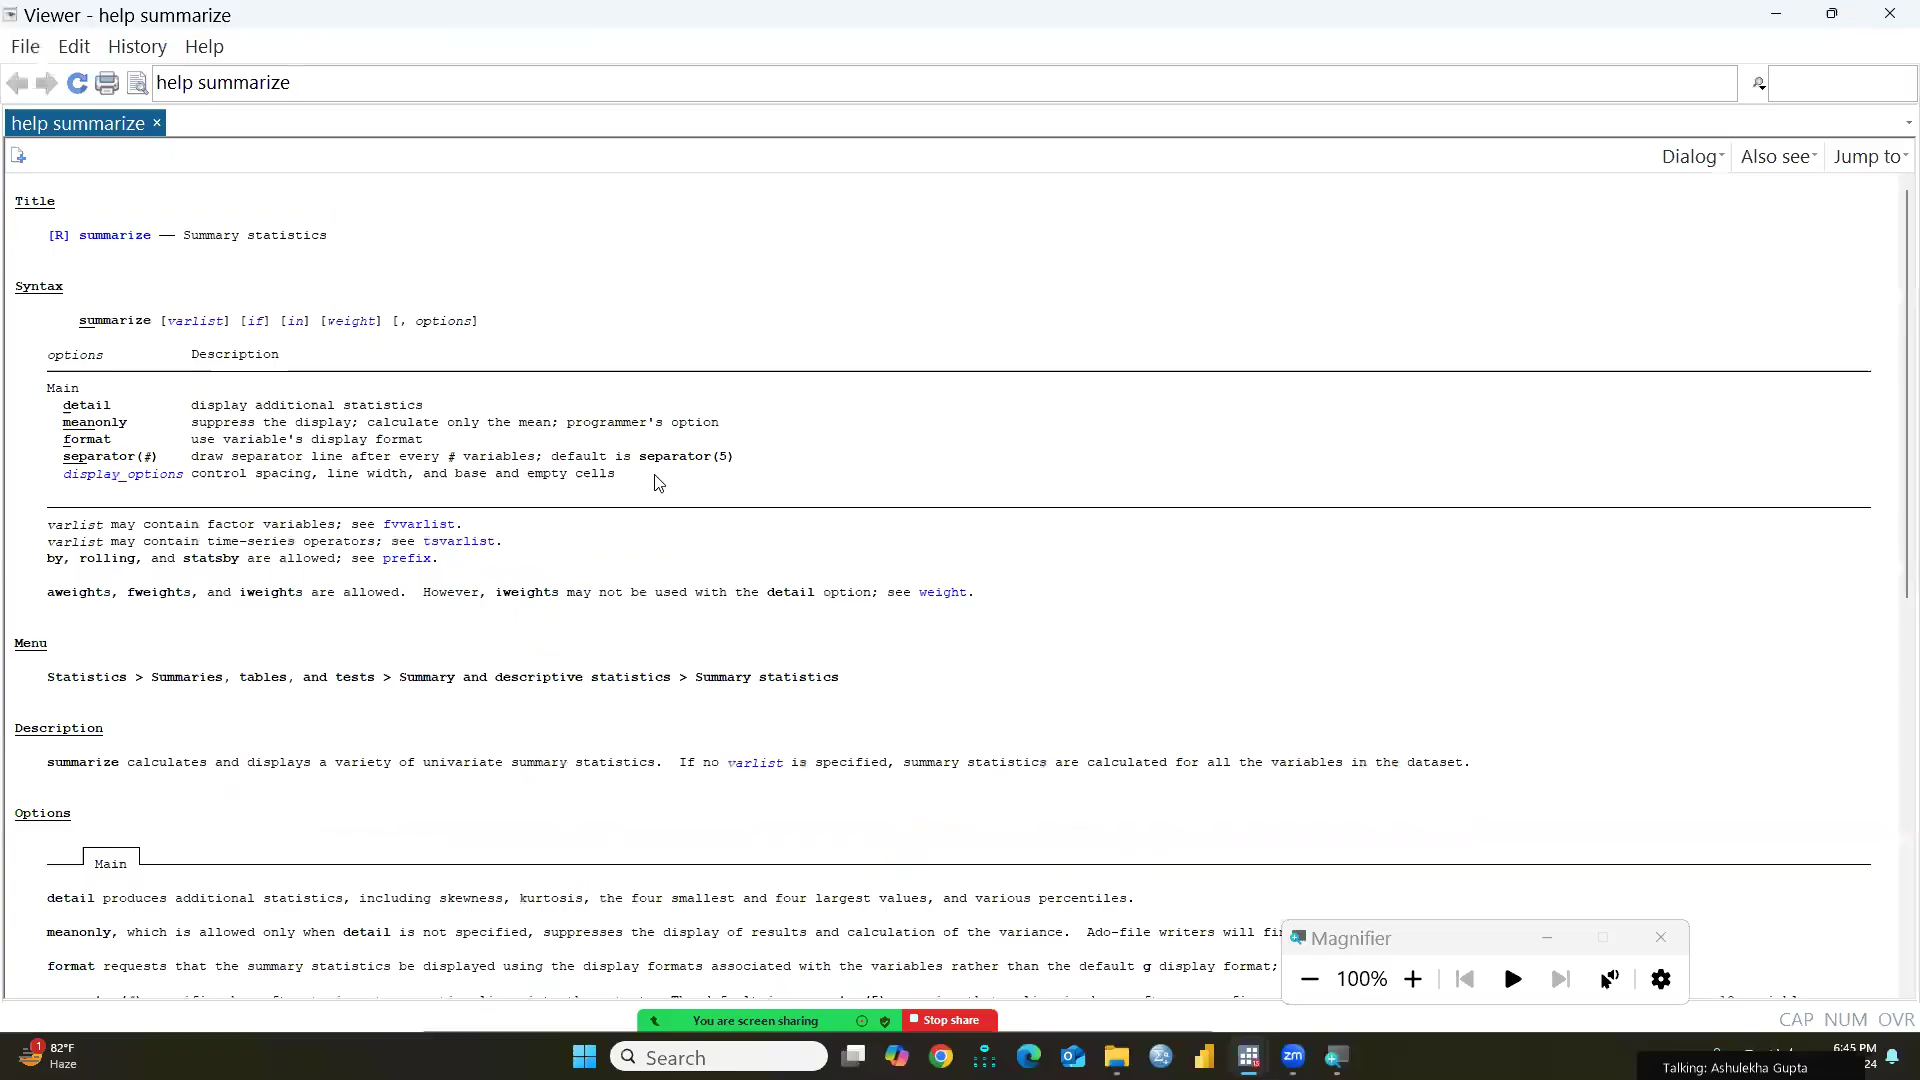 Viewer - help summarize
File Edit History Help
help summarize
help summarize ×
Dialog Also see Jump to
Title
[R] summarize — Summary statistics
Syntax
summarize [varlist] [if] [in] [weight] [, options]
options Description
Main
detail display additional statistics
meanonly suppress the display; calculate only the mean; programmer's option
format use variable's display format
separator(#) draw separator line after every # variables; default is separator(5)
display_options control spacing, line width, and base and empty cells
varlist may contain factor variables; see fvvarlist.
varlist may contain time-series operators; see tsvarlist.
by, rolling, and statsby are allowed; see prefix.
aweights, fweights, and iweights are allowed. However, iweights may not be used with the detail option; see weight.
Menu
Statistics > Summaries, tables, and tests > Summary and descriptive statistics > Summary statistics
Description
summarize calculates and displays a variety of univariate summary statistics. If no varlist is specified, summary statistics are calculated for all the variables in the dataset.
Options
Main
detail produces additional statistics, including skewness, kurtosis, the four smallest and four largest values, and various percentiles.
meanonly, which is allowed only when detail is not specified, suppresses the display of results and calculation of the variance. Ado-file writers will
format requests that the summary statistics be displayed using the display formats associated with the variables rather than the default g display format;
Magnifier
100%
CAP NUM OVR
You are screen sharing Stop share
1
82°F
Haze
Search
zm
6:45 PM
24
Talking: Ashulekha Gupta